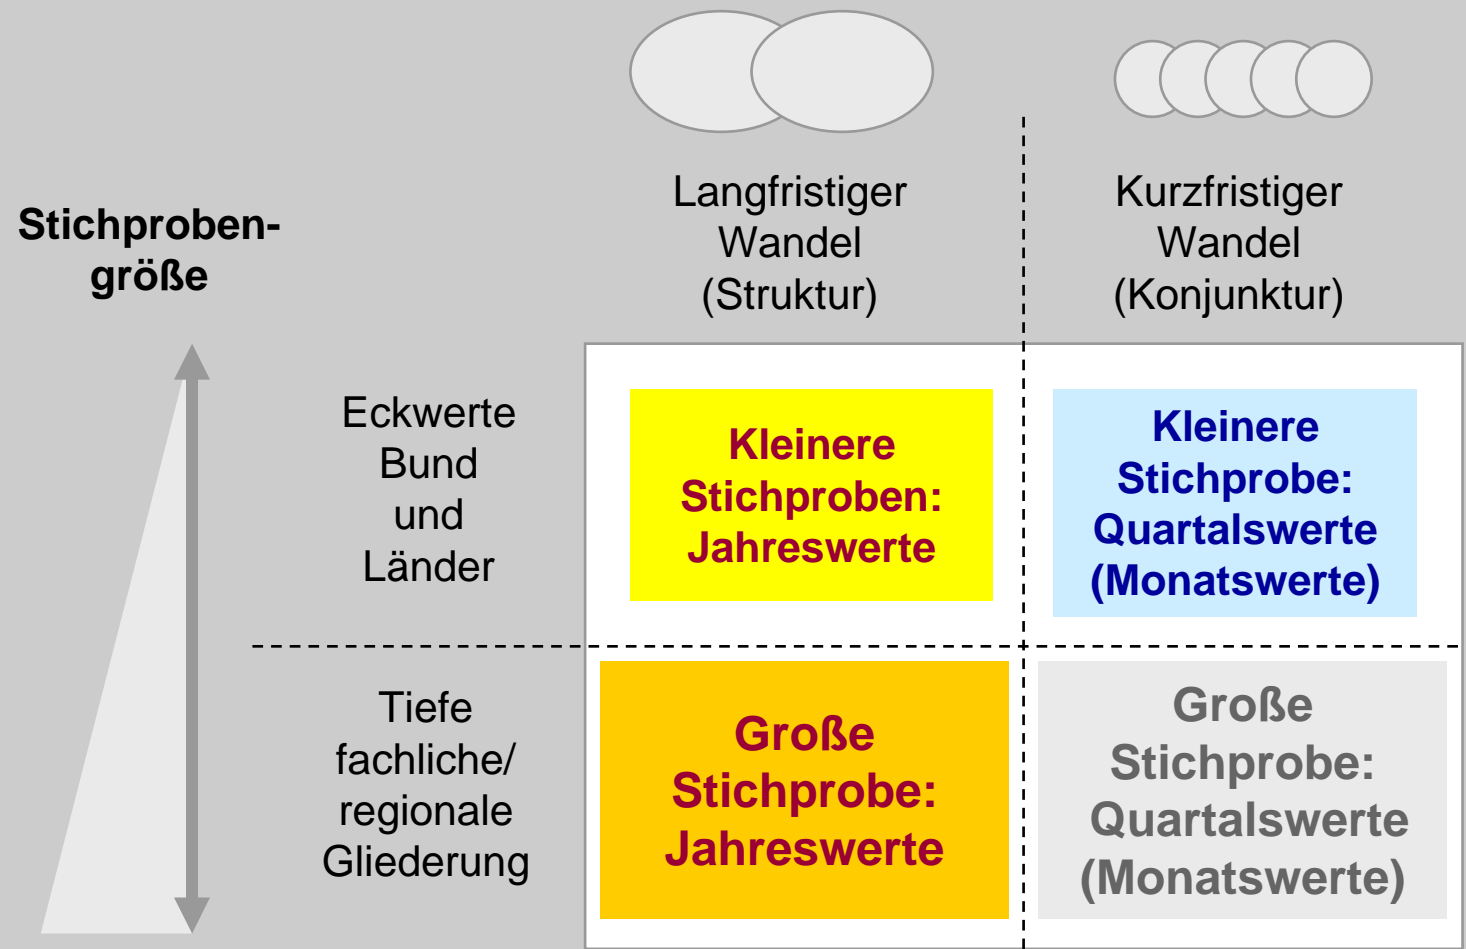 Stichproben-
größe
Langfristiger
Wandel
(Struktur)
Kurzfristiger
Wandel
(Konjunktur)
Eckwerte
Bund
und
Länder
Kleinere
Stichproben:
Jahreswerte
Kleinere
Stichprobe:
Quartalswerte
(Monatswerte)
Tiefe
fachliche/
regionale
Gliederung
Große
Stichprobe:
Jahreswerte
Große
Stichprobe:
Quartalswerte
(Monatswerte)